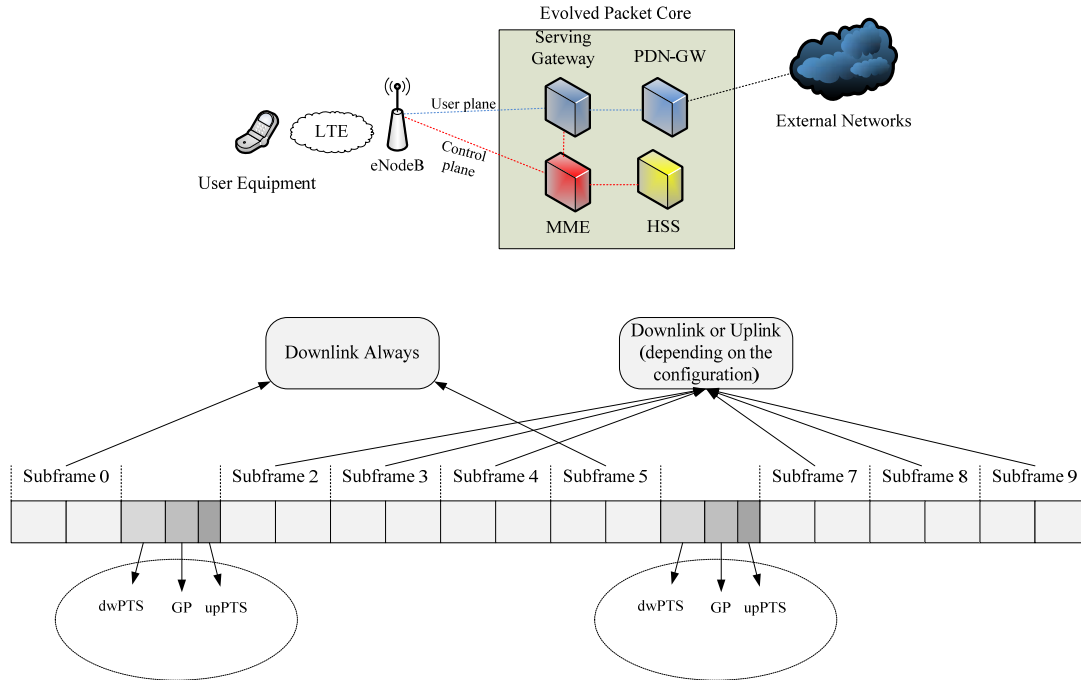 Evolved Packet Core
Serving
Gateway
PDN-GW
User plane
LTE
External Networks
eNodeB
Control
plane
User Equipment
MME
HSS
Downlink Always
Downlink or Uplink
(depending on the
configuration)
Subframe 0
Subframe 2
Subframe 3
Subframe 4
Subframe 5
Subframe 7
Subframe 8
Subframe 9
dwPTS
GP
upPTS
dwPTS
GP
upPTS